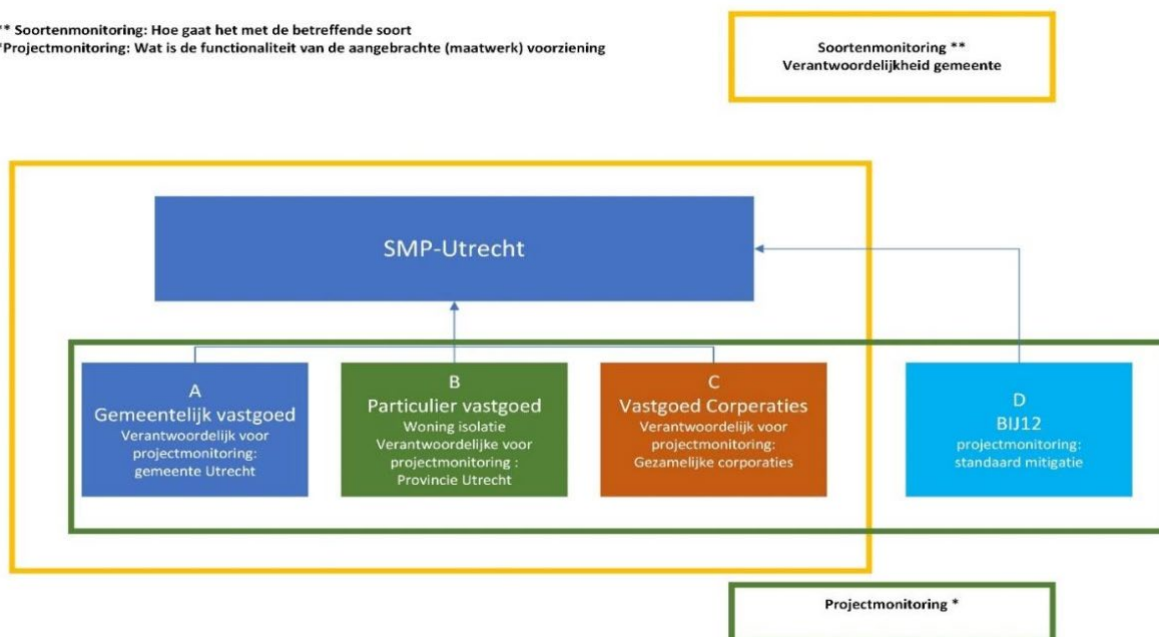 ** Soortenmonitoring: Hoe gaat het met de betreffende soort
*Projectmonitoring: Wat is de functionaliteit van de aangebrachte (maatwerk) voorziening
Soortenmonitoring **
Verantwoordelijkheid gemeente
SMP-Utrecht
A
Gemeentelijk vastgoed
Verantwoordelijk voor
projectmonitoring:
gemeente Utrecht
B
Particulier vastgoed
Woning isolatie
Verantwoordelijke voor
projectmonitoring :
Provincie Utrecht
C
Vastgoed Corperaties
Verantwoordelijk voor
projectmonitoring:
Gezamelijke corporaties
D
BIJ12
projectmonitoring:
standaard mitigatie
Projectmonitoring *